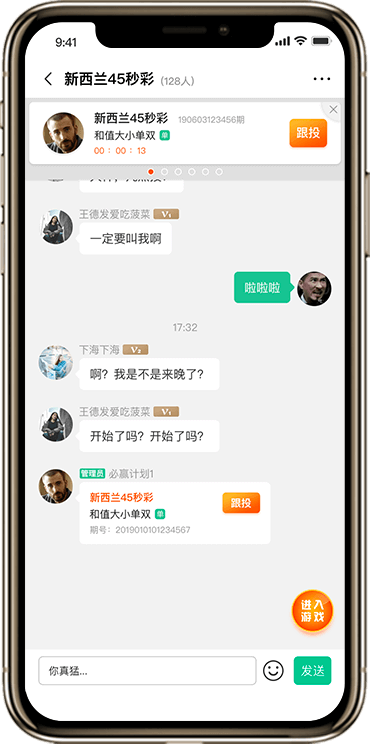 9:41
新西兰45秒彩 (128人)
新西兰45秒彩 190603123456期
和值大小单双 单
00 : 00 : 13
跟投
王德发爱吃菠菜 V1
一定要叫我啊
啦啦啦
17:32
下海下海 V2
啊？我是不是来晚了？
王德发爱吃菠菜 V1
开始了吗？开始了吗？
管理员 必赢计划1
新西兰45秒彩
跟投
和值大小单双 单
期号：2019010101234567
进入
游戏
你真猛...
发送